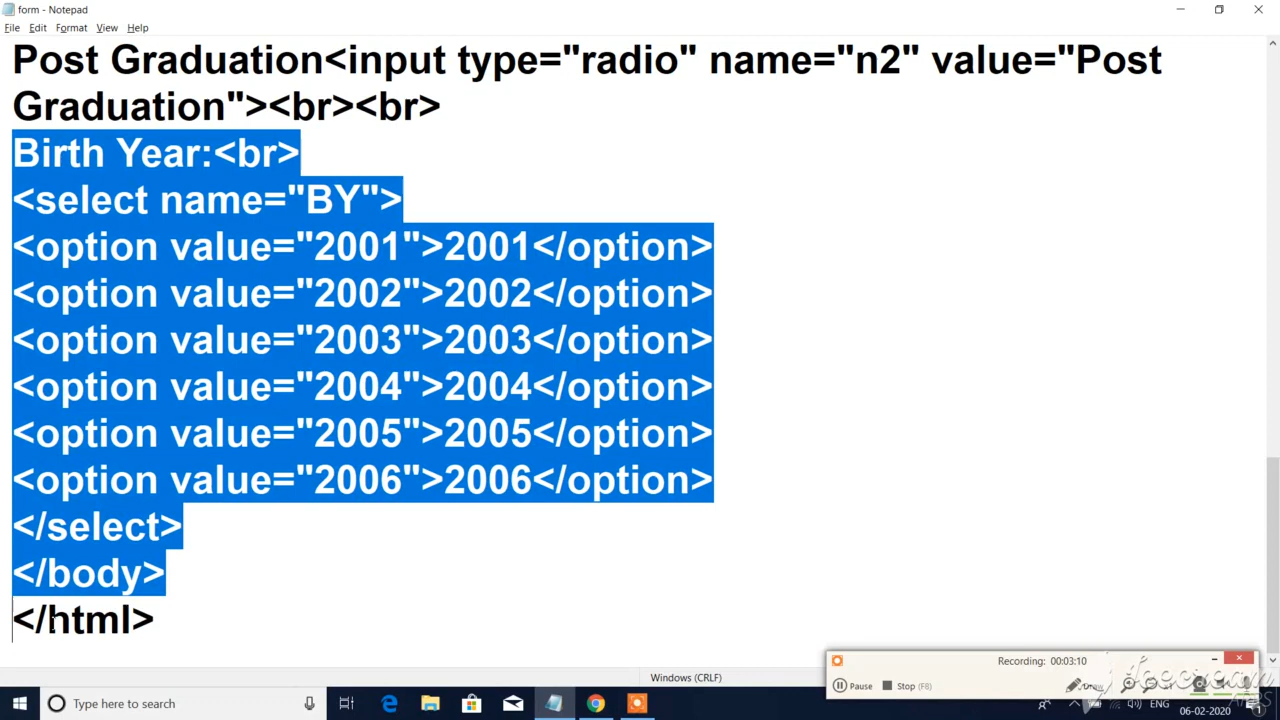 form - Notepad
File Edit Format View Help
Post Graduation<input type="radio" name="n2" value="Post
Graduation"><br><br>
Birth Year:<br>
<select name="BY">
<option value="2001">2001</option>
<option value="2002">2002</option>
<option value="2003">2003</option>
<option value="2004">2004</option>
<option value="2005">2005</option>
<option value="2006">2006</option>
</select>
</body>
</html>
Recording: 00:03:10
Windows (CRLF)
Pause Stop (F8)
Type here to search
ENG
06-02-2020